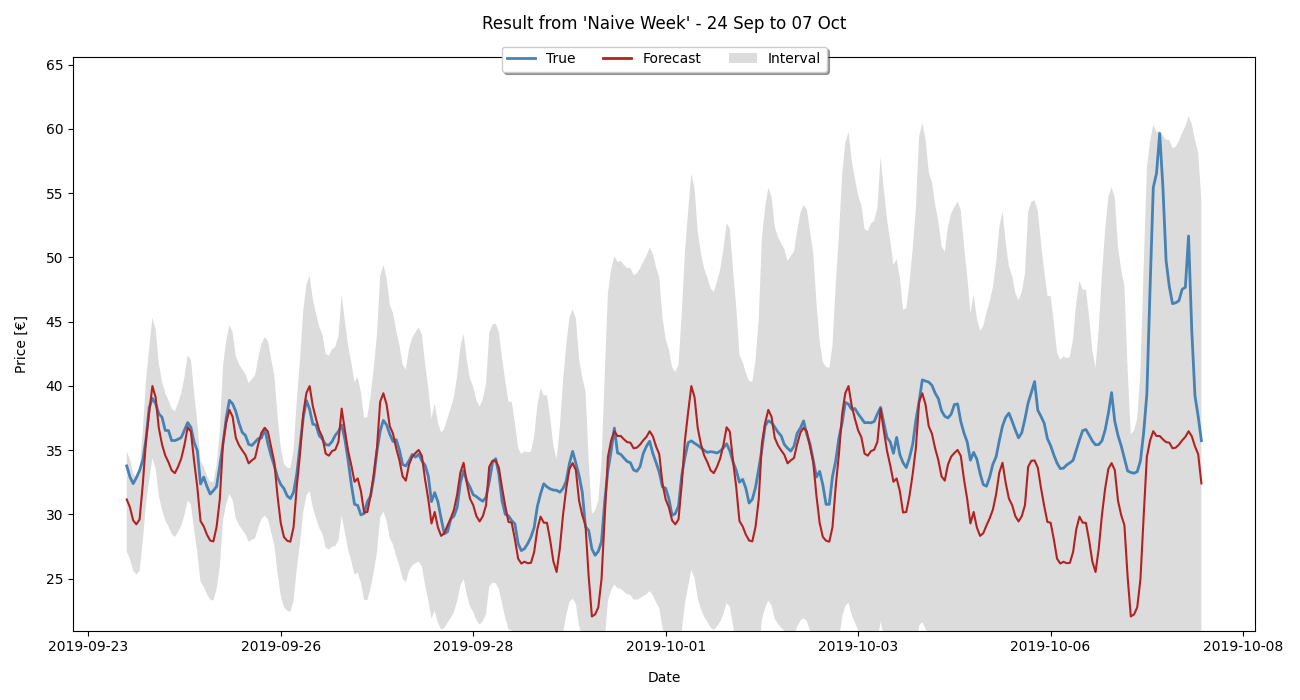 Result from 'Naive Week' - 24 Sep to 07 Oct
True
Forecast
Interval
65
60
55
50
45
40
35
30
25
Price [€]
2019-09-23
2019-09-26
2019-09-28
2019-10-01
2019-10-03
2019-10-06
2019-10-08
Date